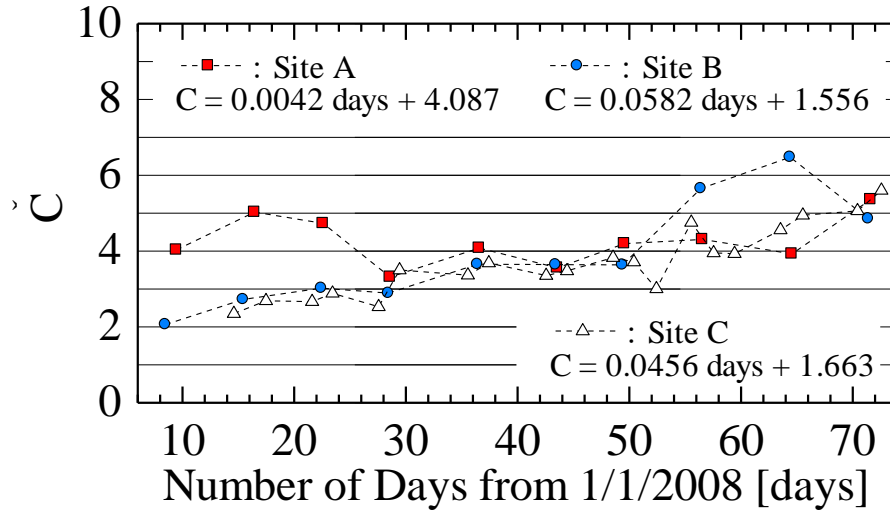 10
8
6
4
2
0
Č
: Site A
C = 0.0042 days + 4.087
: Site B
C = 0.0582 days + 1.556
: Site C
C = 0.0456 days + 1.663
10 20 30 40 50 60 70
Number of Days from 1/1/2008 [days]